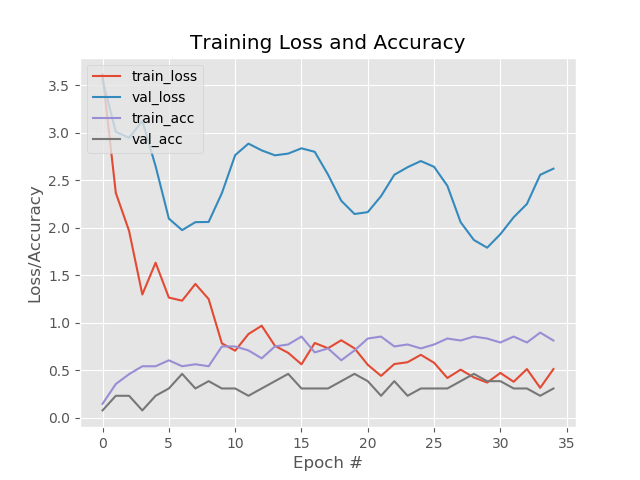 Training Loss and Accuracy
train_loss
val_loss
train_acc
val_acc
Loss/Accuracy
3.5
3.0
2.5
2.0
1.5
1.0
0.5
0.0
0 5 10 15 20 25 30 35
Epoch #